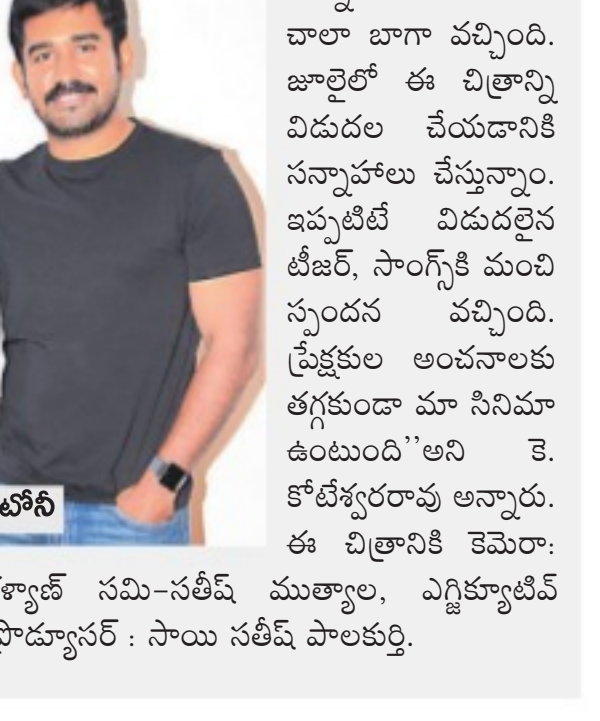 చాలా బాగా వచ్చింది.
జూలైలో ఈ చిత్రాన్ని
విడుదల చేయడానికి
సన్నాహాలు చేస్తున్నాం.
ఇప్పటిటే విడుదలైన
టీజర్, సాంగ్స్‌కి మంచి
స్పందన వచ్చింది.
ప్రేక్షకుల అంచనాలకు
తగ్గకుండా మా సినిమా
ఉంటుంది’’అని కె.
కోటేశ్వరరావు అన్నారు.
ఈ చిత్రానికి కెమెరా:
సమి-సతీష్ ముత్యాల, ఎగ్జిక్యూటివ్
: సాయి సతీష్ పాలకుర్తి.
టోనీ